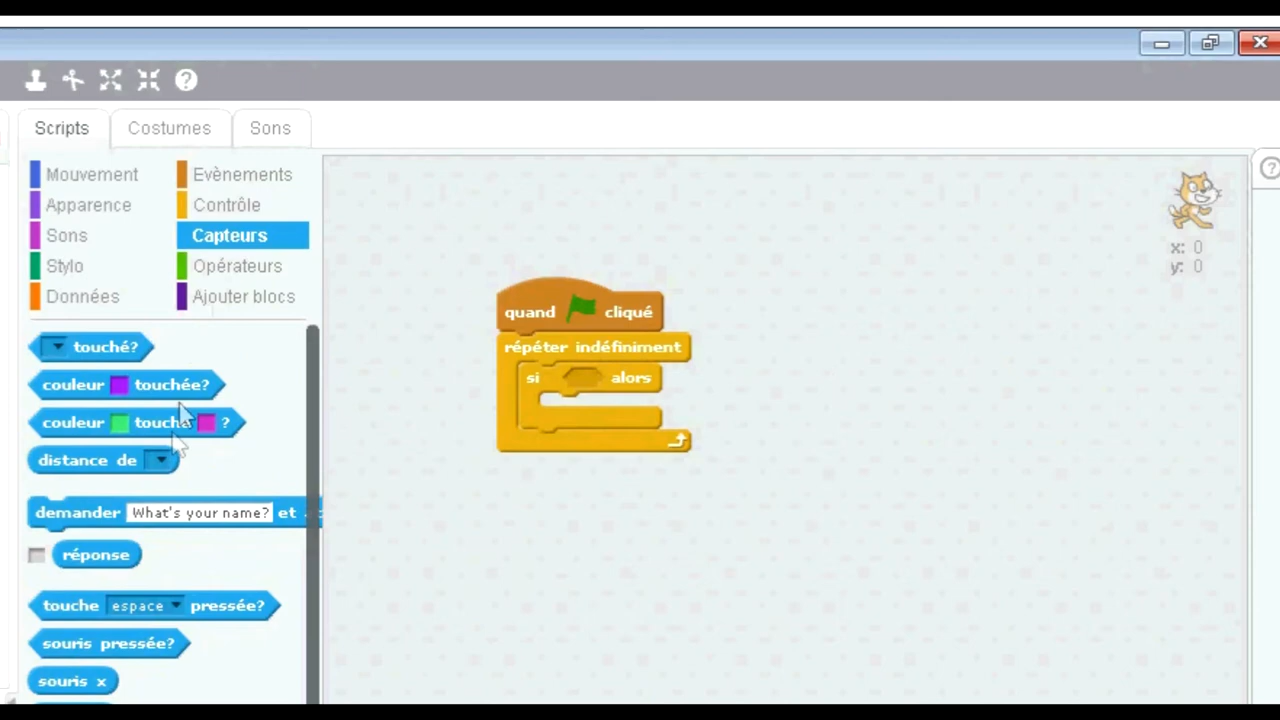 Scripts Costumes Sons
Mouvement Evènements
Apparence Contrôle
Sons Capteurs
Stylo Opérateurs
Données Ajouter blocs
touché?
couleur touchée?
couleur touche ?
distance de
demander What's your name? et
réponse
touche espace pressée?
souris pressée?
souris x
x: 0
y: 0
quand cliqué
répéter indéfiniment
si alors